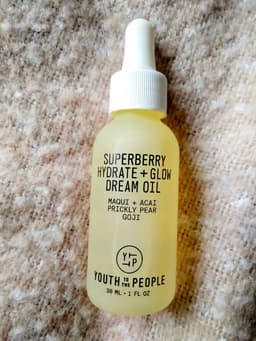 SUPERBERRY
HYDRATE + GLOW
DREAM OIL
MAQUI + ACAI
PRICKLY PEAR
GOJI
Y T P
YOUTH TO THE PEOPLE
30 ML • 1 FL OZ